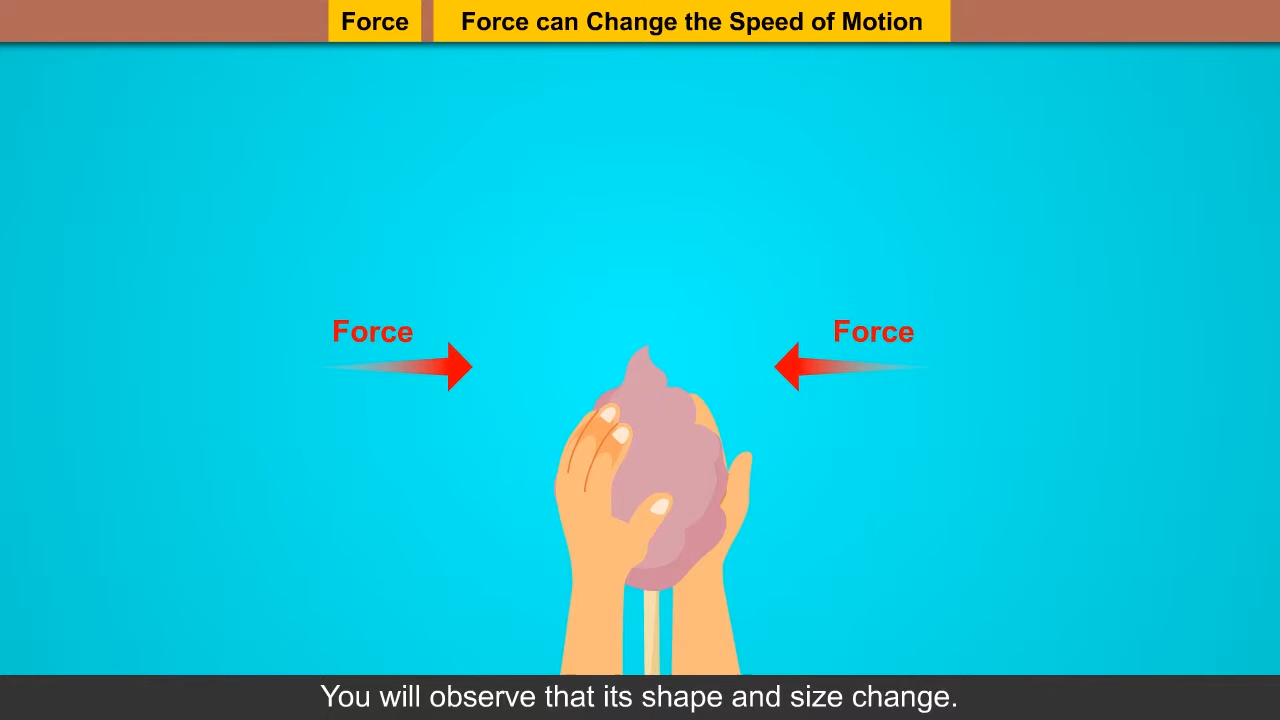 Force
Force can Change the Speed of Motion
Force
Force
You will observe that its shape and size change.